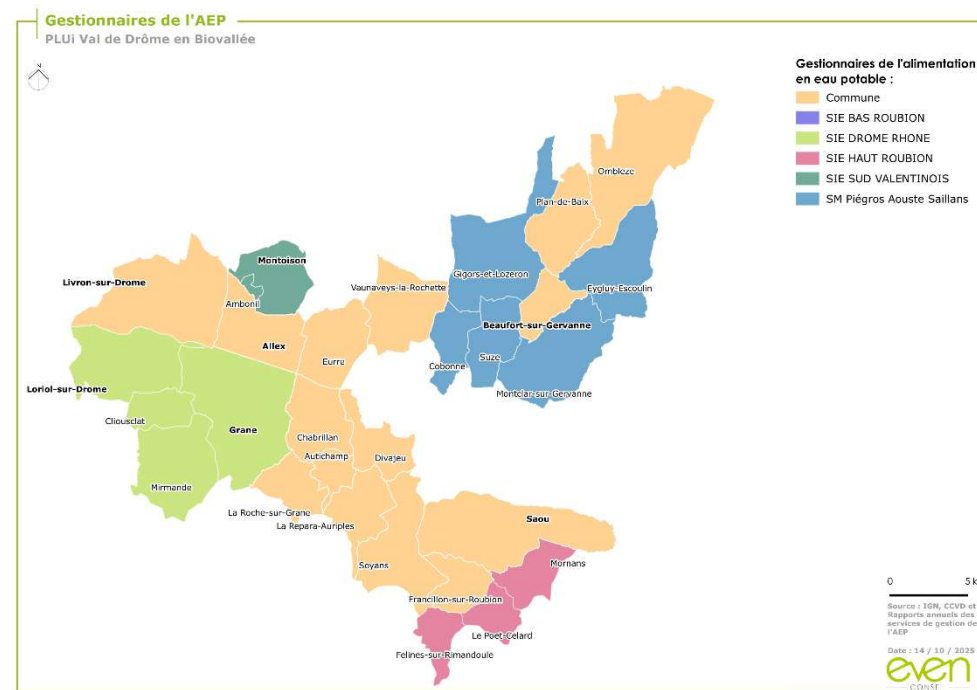 Gestionnaires de l'AEP
PLUi Val de Drôme en Biovallée
N
Gestionnaires de l'alimentation
en eau potable :
Commune
SIE BAS ROUBION
SIE DROME RHONE
SIE HAUT ROUBION
SIE SUD VALENTINOIS
SM Piégros Aouste Saillans
Omblèze
Plan-de-Baix
Montoison
Gigors-et-Lozeron
Livron-sur-Drome
Vaunaveys-la-Rochette
Eygluy-Escoulin
Ambonil
Beaufort-sur-Gervanne
Allex
Suze
Eurre
Cobonne
Loriol-sur-Drome
Montclar-sur-Gervanne
Cliousclat
Grane
Chabrillan
Autichamp
Divajeu
Mirmande
La Roche-sur-Grane
La Repara-Auriples
Saou
Soyans
Mornans
Francillon-sur-Roubion
Le Poet-Celard
Felines-sur-Rimandoule
0 5 k
Source : IGN, CCVD et
Rapports annuels des
services de gestion de
l'AEP
Date : 14 / 10 / 2025
even
CONSEI